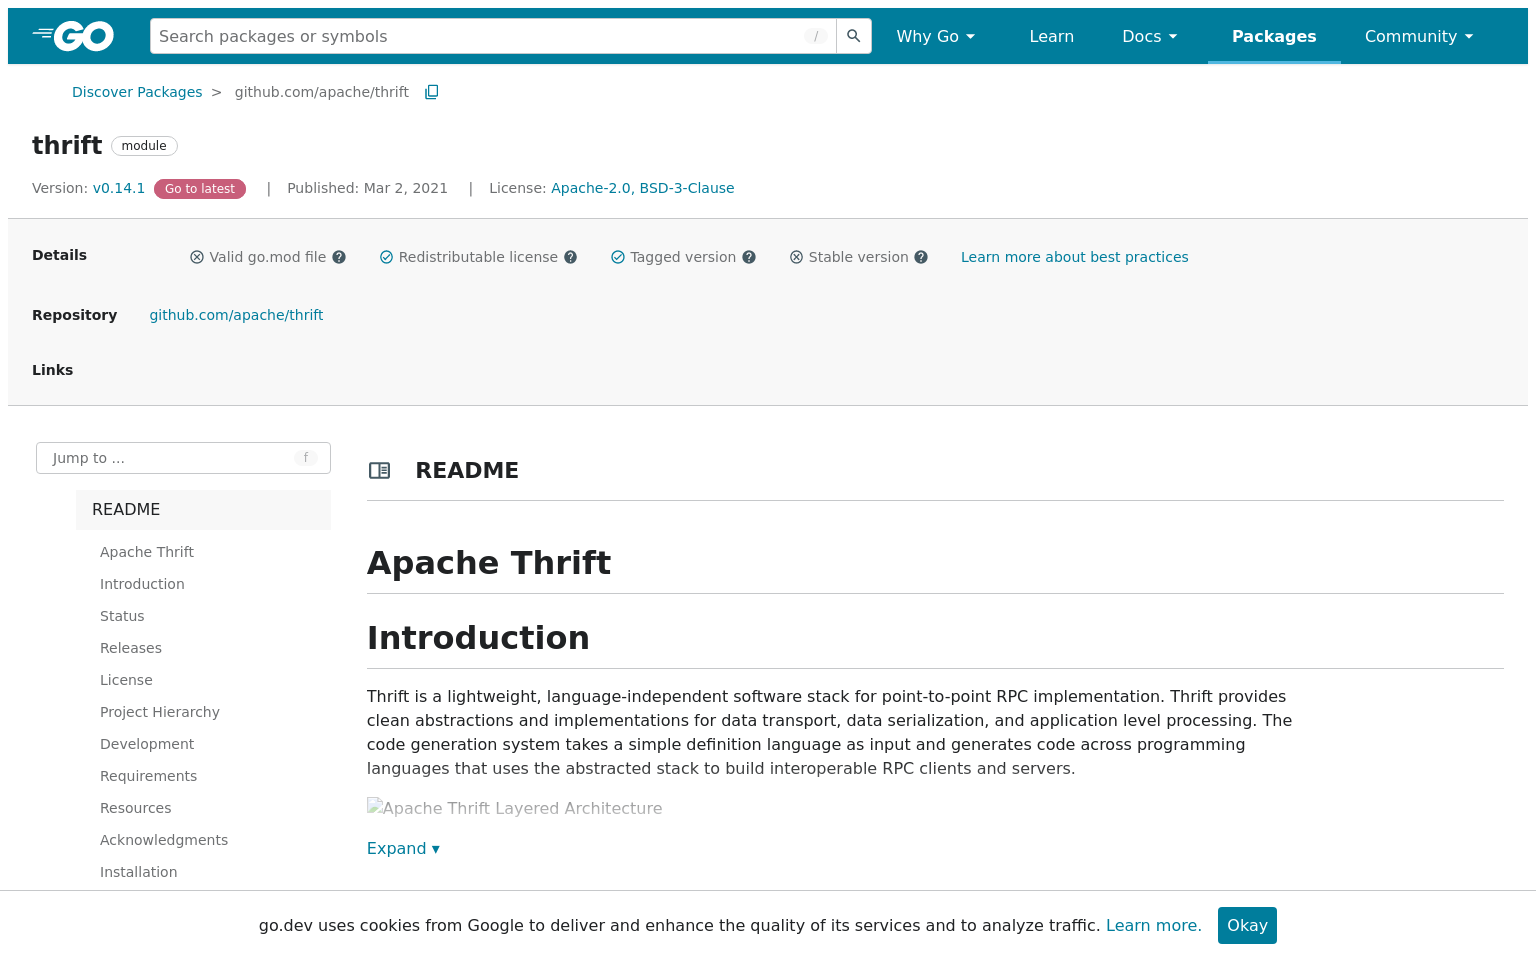 GO
Search packages or symbols /
Why Go
Learn
Docs
Packages
Community
Discover Packages > github.com/apache/thrift
thrift module
Version: v0.14.1 Go to latest | Published: Mar 2, 2021 | License: Apache-2.0, BSD-3-Clause
Details Valid go.mod file ? Redistributable license ? Tagged version ? Stable version ? Learn more about best practices
Repository github.com/apache/thrift
Links
Jump to ... f
README
Apache Thrift
Introduction
Status
Releases
License
Project Hierarchy
Development
Requirements
Resources
Acknowledgments
Installation
README
Apache Thrift
Introduction
Thrift is a lightweight, language-independent software stack for point-to-point RPC implementation. Thrift provides
clean abstractions and implementations for data transport, data serialization, and application level processing. The
code generation system takes a simple definition language as input and generates code across programming
languages that uses the abstracted stack to build interoperable RPC clients and servers.
Apache Thrift Layered Architecture
Expand ▾
go.dev uses cookies from Google to deliver and enhance the quality of its services and to analyze traffic. Learn more. Okay